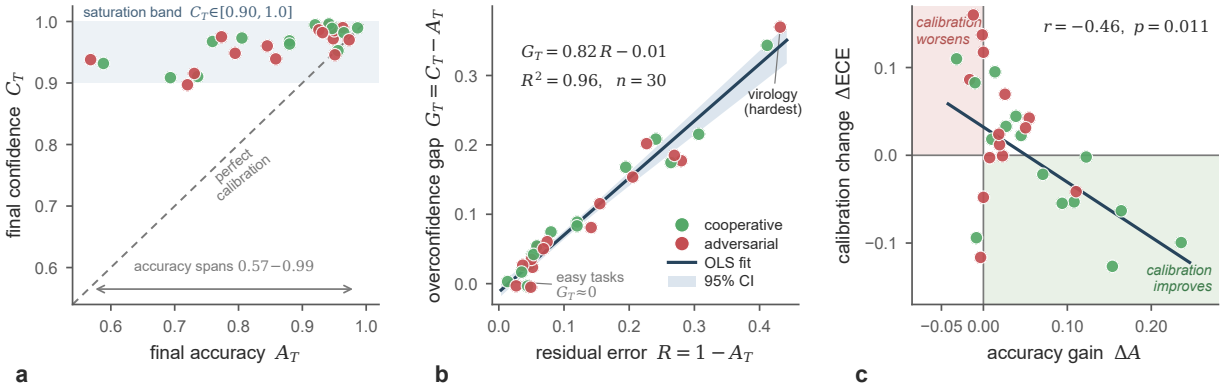 saturation band C_T∈[0.90, 1.0]
1.0
0.9
0.8
0.7
0.6
final confidence C_T
perfect
calibration
accuracy spans 0.57−0.99
0.6
0.7
0.8
0.9
1.0
final accuracy A_T
a
overconfidence gap G_T = C_T − A_T
0.3
0.2
0.1
0.0
G_T = 0.82 R − 0.01
R² = 0.96, n = 30
virology
(hardest)
cooperative
adversarial
OLS fit
95% CI
easy tasks
G_T≈0
0.0
0.1
0.2
0.3
0.4
residual error R = 1 − A_T
b
calibration change ΔECE
0.1
0.0
−0.1
calibration
worsens
r = −0.46, p = 0.011
calibration
improves
−0.05
0.00
0.10
0.20
accuracy gain ΔA
c